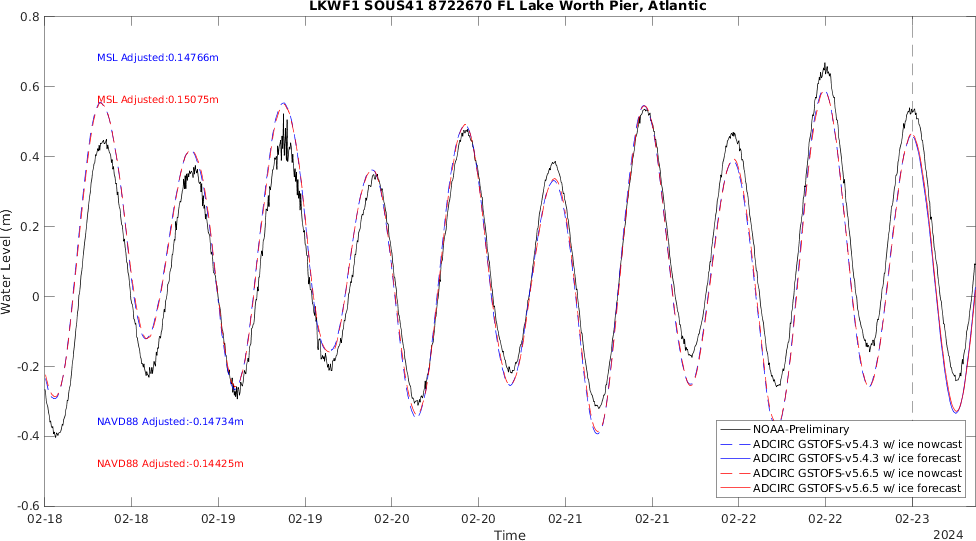 LKWF1 SOUS41 8722670 FL Lake Worth Pier, Atlantic
0.8
MSL Adjusted:0.14766m
0.6
MSL Adjusted:0.15075m
0.4
0.2
Water Level (m)
0
-0.2
NAVD88 Adjusted:-0.14734m
-0.4
NAVD88 Adjusted:-0.14425m
-0.6
NOAA-Preliminary
ADCIRC GSTOFS-v5.4.3 w/ ice nowcast
ADCIRC GSTOFS-v5.4.3 w/ ice forecast
ADCIRC GSTOFS-v5.6.5 w/ ice nowcast
ADCIRC GSTOFS-v5.6.5 w/ ice forecast
02-18 02-18 02-19 02-19 02-20 02-20 02-21 02-21 02-22 02-22 02-23
Time
2024